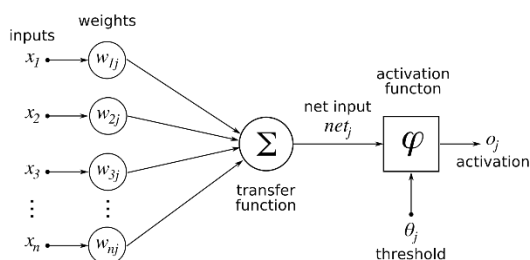 weights
inputs
x1 w1j
activation
functon
x2 w2j
net input
netj
Σ φ oj
activation
x3 w3j
transfer
function
⋮ ⋮
θj
threshold
xn wnj